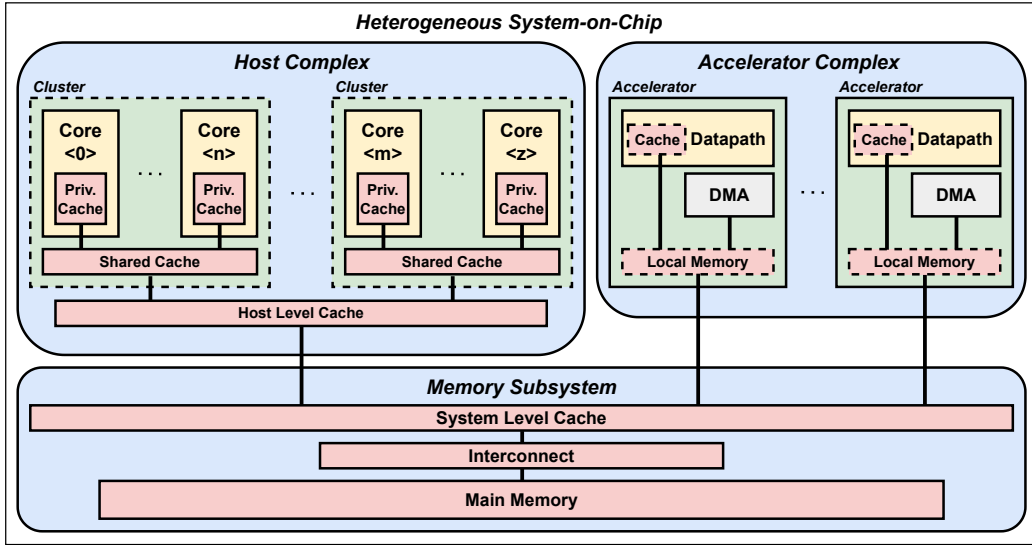 Heterogeneous System-on-Chip
Host Complex
Cluster
Core
<0>
Priv.
Cache
...
Core
<n>
Priv.
Cache
Shared Cache
...
Cluster
Core
<m>
Priv.
Cache
...
Core
<z>
Priv.
Cache
Shared Cache
Host Level Cache
Accelerator Complex
Accelerator
Cache
Datapath
DMA
Local Memory
...
Accelerator
Cache
Datapath
DMA
Local Memory
Memory Subsystem
System Level Cache
Interconnect
Main Memory